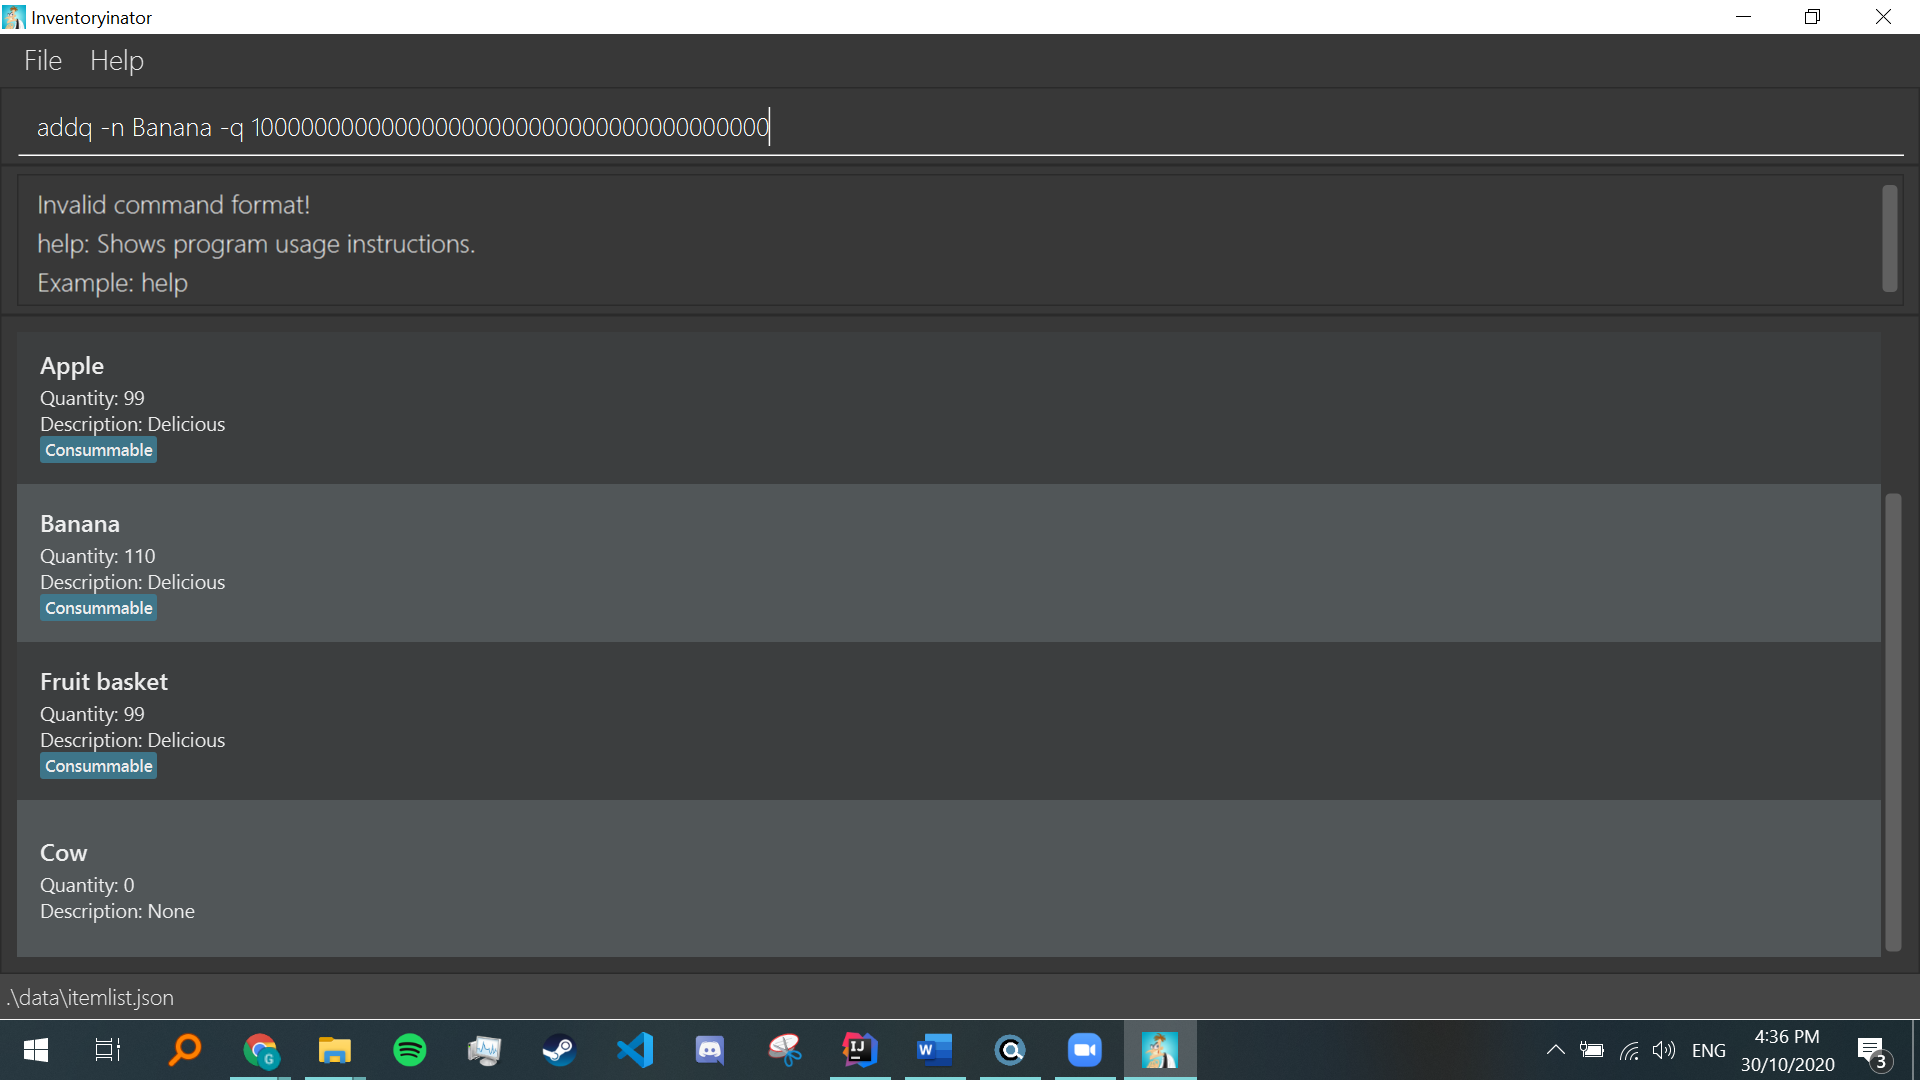 Inventoryinator
File Help
addq -n Banana -q 100000000000000000000000000000000000000
Invalid command format!
help: Shows program usage instructions.
Example: help
Apple
Quantity: 99
Description: Delicious
Consummable
Banana
Quantity: 110
Description: Delicious
Consummable
Fruit basket
Quantity: 99
Description: Delicious
Consummable
Cow
Quantity: 0
Description: None
.\data\itemlist.json
ENG
4:36 PM
30/10/2020
3